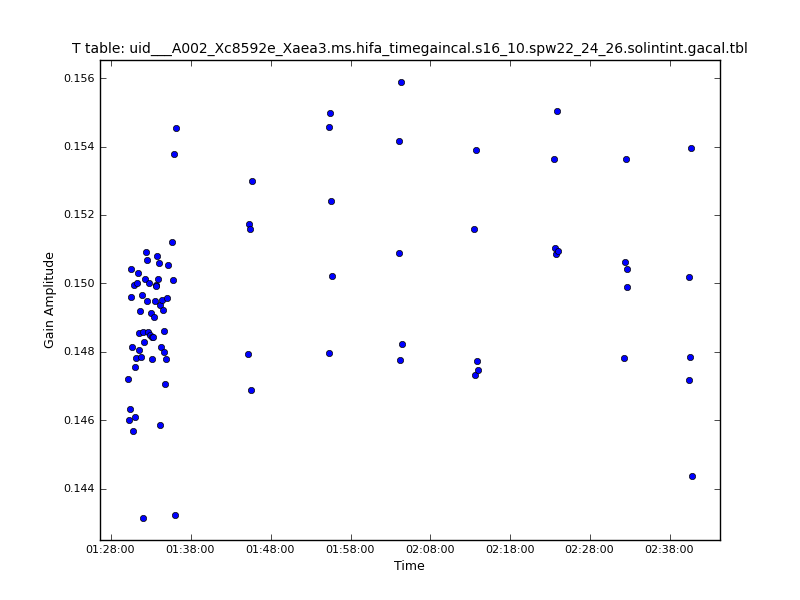 T table: uid___A002_Xc8592e_Xaea3.ms.hifa_timegaincal.s16_10.spw22_24_26.solintint.gacal.tbl
0.156
0.154
0.152
0.150
0.148
0.146
0.144
Gain Amplitude
01:28:00 01:38:00 01:48:00 01:58:00 02:08:00 02:18:00 02:28:00 02:38:00
Time